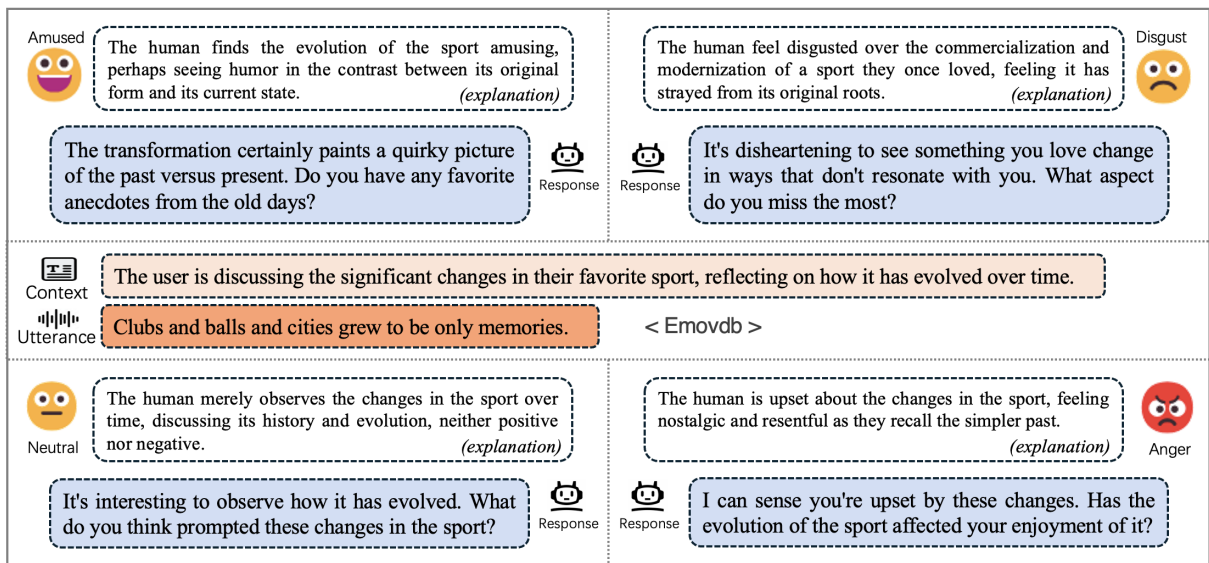 Amused
The human finds the evolution of the sport amusing,
perhaps seeing humor in the contrast between its original
form and its current state. (explanation)
The transformation certainly paints a quirky picture
of the past versus present. Do you have any favorite
anecdotes from the old days?
Response
Disgust
The human feel disgusted over the commercialization and
modernization of a sport they once loved, feeling it has
strayed from its original roots. (explanation)
Response
It's disheartening to see something you love change
in ways that don't resonate with you. What aspect
do you miss the most?
Context
The user is discussing the significant changes in their favorite sport, reflecting on how it has evolved over time.
Utterance
Clubs and balls and cities grew to be only memories.
< Emovdb >
Neutral
The human merely observes the changes in the sport over
time, discussing its history and evolution, neither positive
nor negative. (explanation)
It's interesting to observe how it has evolved. What
do you think prompted these changes in the sport?
Response
The human is upset about the changes in the sport, feeling
nostalgic and resentful as they recall the simpler past.
(explanation)
Anger
Response
I can sense you're upset by these changes. Has the
evolution of the sport affected your enjoyment of it?